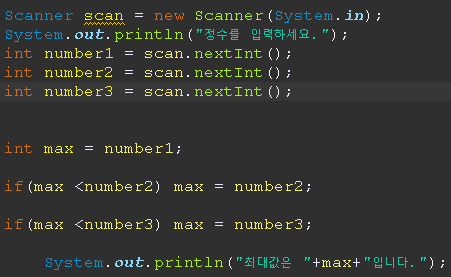 Scanner scan = new Scanner(System.in);
System.out.println("정수를 입력하세요.");
int number1 = scan.nextInt();
int number2 = scan.nextInt();
int number3 = scan.nextInt();
int max = number1;
if(max <number2) max = number2;
if(max <number3) max = number3;
System.out.println("최대값은 "+max+"입니다.");